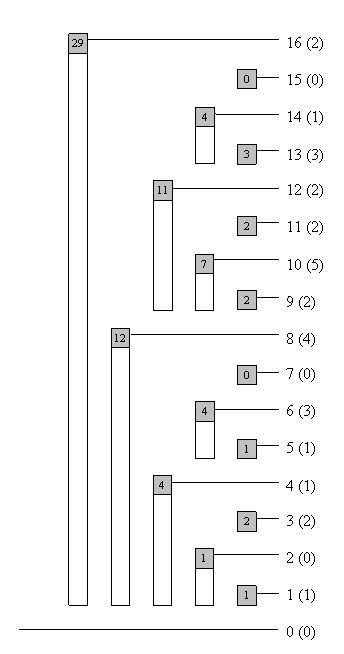 29 16 (2)
0 15 (0)
4 14 (1)
3 13 (3)
11 12 (2)
2 11 (2)
7 10 (5)
2 9 (2)
12 8 (4)
0 7 (0)
4 6 (3)
1 5 (1)
4 4 (1)
2 3 (2)
1 2 (0)
1 1 (1)
0 (0)